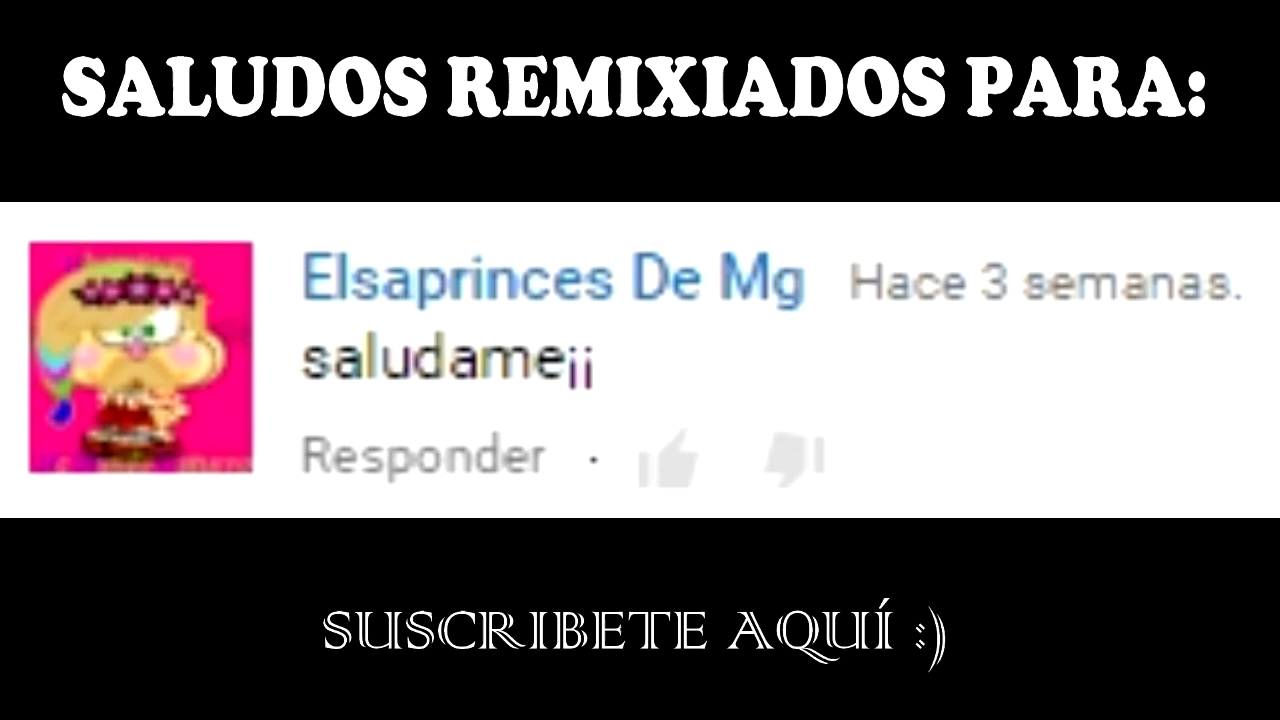 SALUDOS REMIXIADOS PARA:
Elsaprinces De Mg Hace 3 semanas.
saludame¡¡
Responder ·
SUSCRIBETE AQUÍ :)